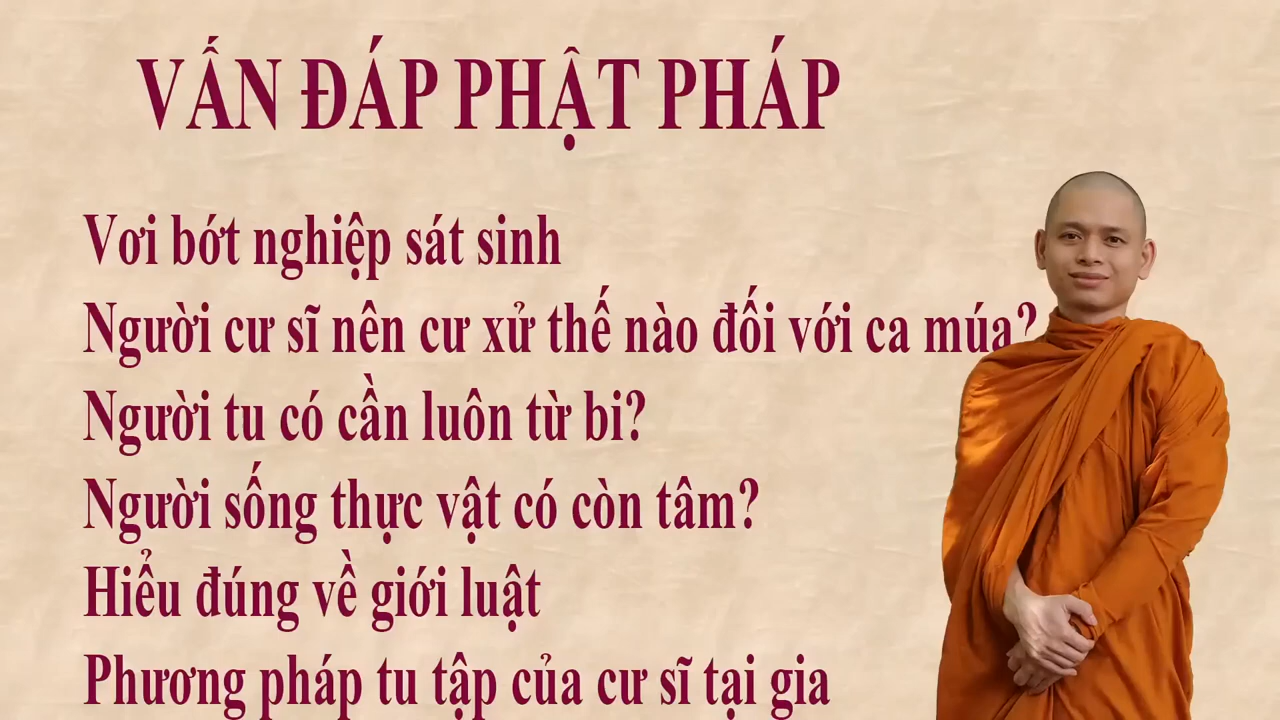 VẤN ĐÁP PHẬT PHÁP
Vơi bớt nghiệp sát sinh
Người cư sĩ nên cư xử thế nào đối với ca múa?
Người tu có cần luôn từ bi?
Người sống thực vật có còn tâm?
Hiểu đúng về giới luật
Phương pháp tu tập của cư sĩ tại gia